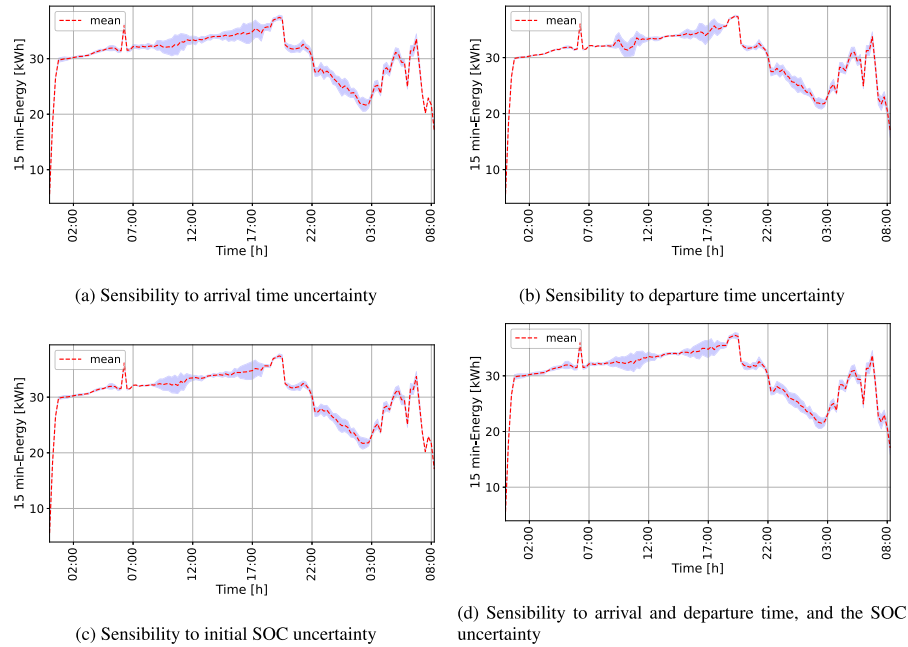 mean
30
20
10
15 min-Energy [kWh]
02:00
07:00
12:00
17:00
22:00
03:00
08:00
Time [h]
(a) Sensibility to arrival time uncertainty
mean
30
20
10
15 min-Energy [kWh]
02:00
07:00
12:00
17:00
22:00
03:00
08:00
Time [h]
(b) Sensibility to departure time uncertainty
mean
30
20
10
15 min-Energy [kWh]
02:00
07:00
12:00
17:00
22:00
03:00
08:00
Time [h]
(c) Sensibility to initial SOC uncertainty
mean
30
20
10
15 min-Energy [kWh]
02:00
07:00
12:00
17:00
22:00
03:00
08:00
Time [h]
(d) Sensibility to arrival and departure time, and the SOC
uncertainty